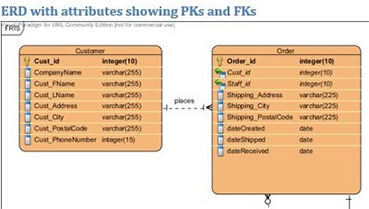 ERD with attributes showing PKs and FKs
Paradigm for UML Community Edition [not for commercial use]
FRIS
Customer
Cust_id integer(10)
CompanyName varchar(255)
Cust_FName varchar(255)
Cust_LName varchar(255)
Cust_Address varchar(255)
Cust_City varchar(255)
Cust_PostalCode varchar(255)
Cust_PhoneNumber integer(15)
places
Order
Order_id integer(10)
Cust_id integer(10)
Staff_id integer(10)
Shipping_Address varchar(225)
Shipping_City varchar(225)
Shipping_PostalCode varchar(225)
dateCreated date
dateShipped date
dateReceived date